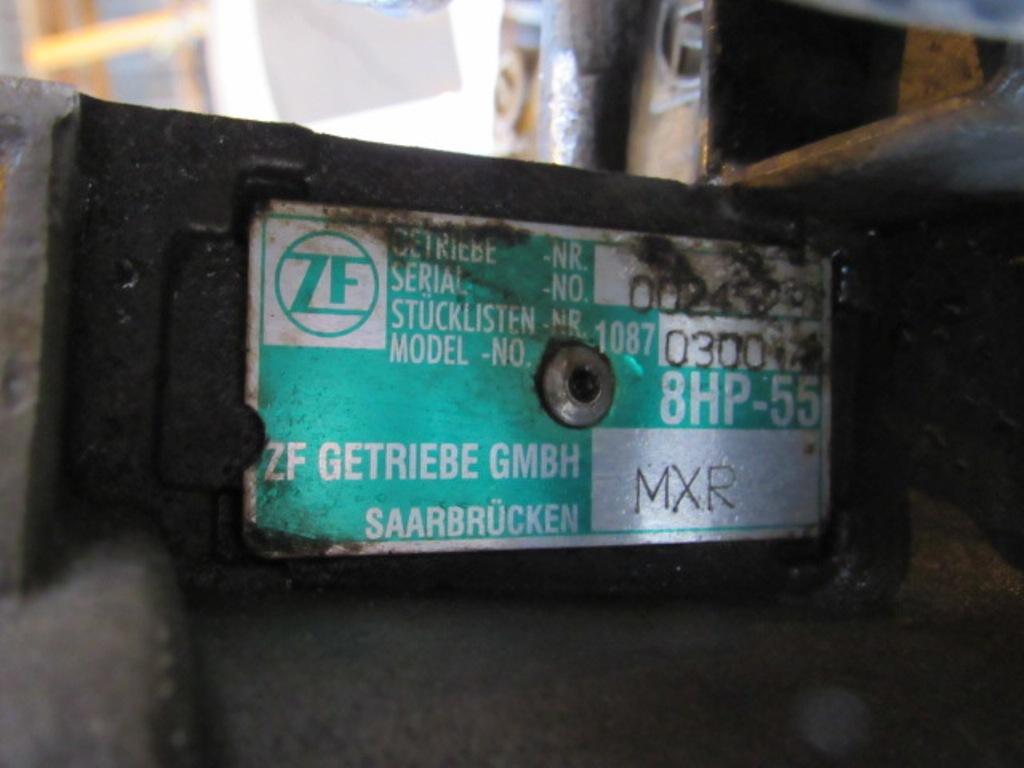 ZF
GETRIEBE -NR.
SERIAL -NO.
STÜCKLISTEN -NR. 1087
MODEL -NO.
8HP-55
ZF GETRIEBE GMBH
SAARBRÜCKEN
MXR